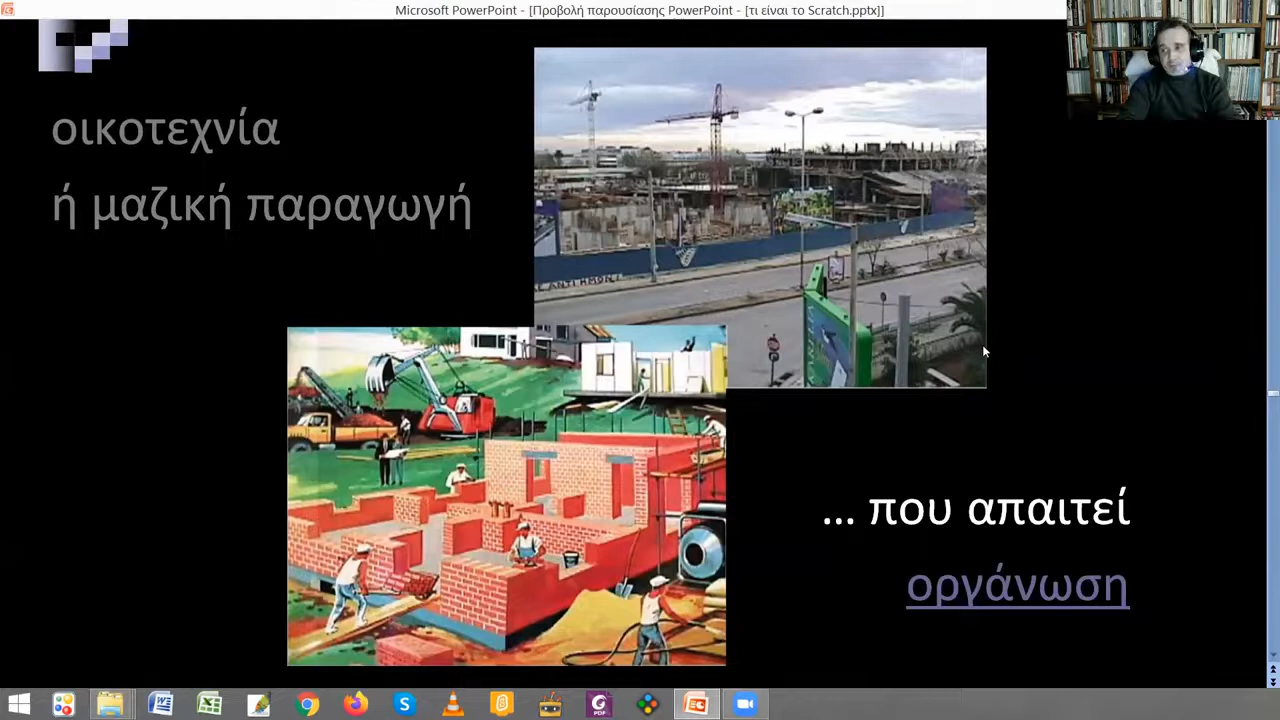 Microsoft PowerPoint - [Προβολή παρουσίασης PowerPoint - [τι είναι το Scratch.pptx]]
οικοτεχνία
ή μαζική παραγωγή
... που απαιτεί
οργάνωση